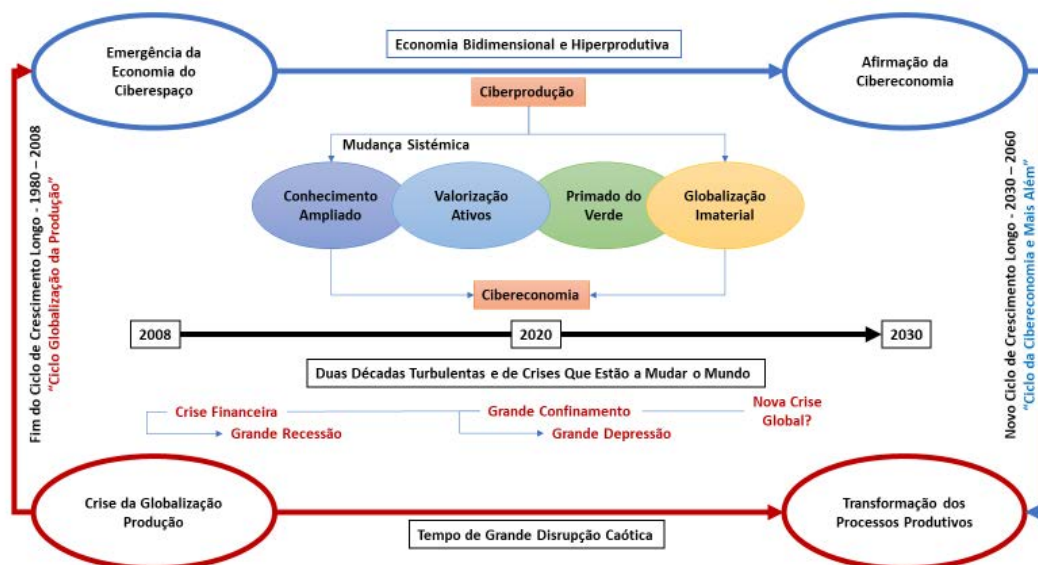 Emergência da
Economia do
Ciberespaço
Economia Bidimensional e Hiperprodutiva
Afirmação da
Cibereconomia
Ciberprodução
Mudança Sistémica
Conhecimento
Ampliado
Valorização
Ativos
Primado do
Verde
Globalização
Imaterial
Cibereconomia
Fim do Ciclo de Crescimento Longo - 1980 – 2008
"Ciclo Globalização da Produção"
Novo Ciclo de Crescimento Longo - 2030 – 2060
"Ciclo da Cibereconomia e Mais Além"
2008
2020
2030
Duas Décadas Turbulentas e de Crises Que Estão a Mudar o Mundo
Crise Financeira
Grande Recessão
Grande Confinamento
Grande Depressão
Nova Crise
Global?
Crise da Globalização
Produção
Tempo de Grande Disrupção Caótica
Transformação dos
Processos Produtivos